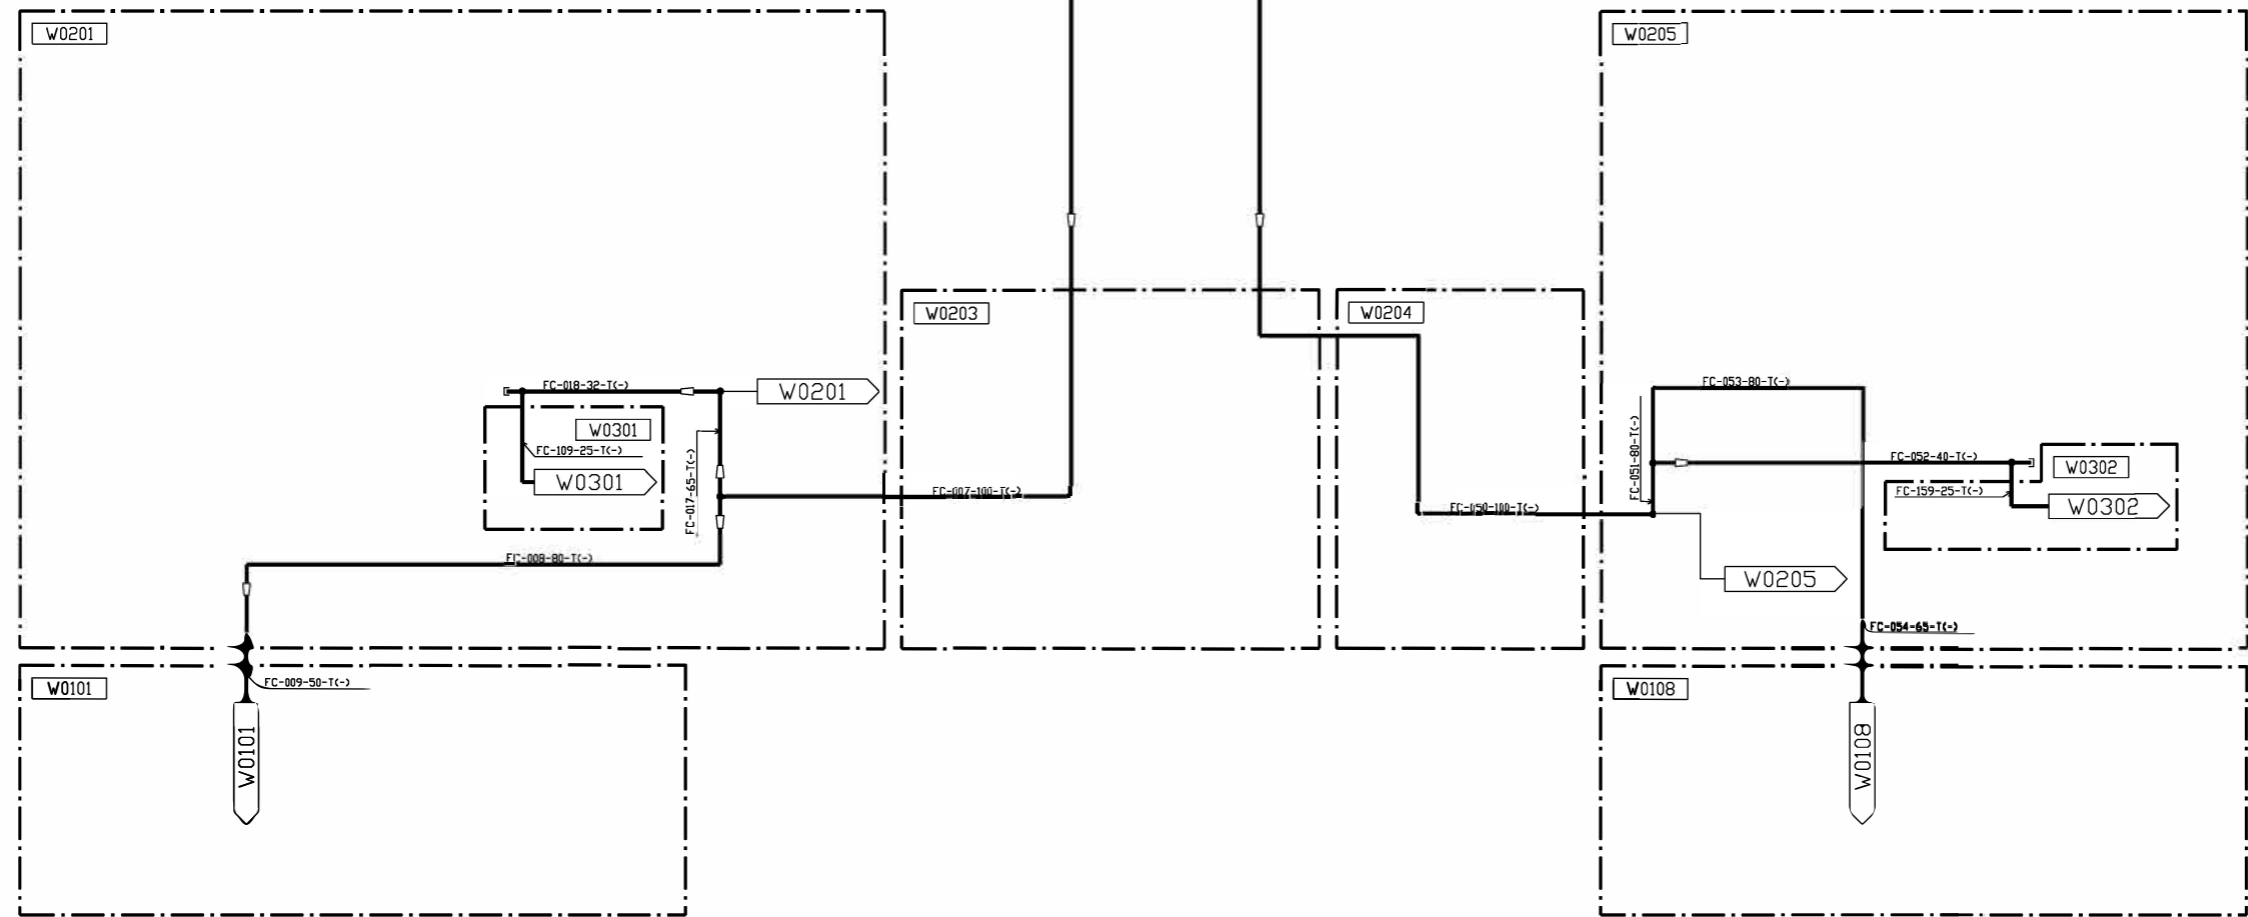 W0201
W0205
W0203
W0204
FC-018-32-T(-)
W0201
W0301
FC-109-25-T(-)
W0301
FC-017-65-T(-)
FC-007-100-T(-)
FC-008-80-T(-)
FC-053-80-T(-)
FC-051-80-T(-)
FC-052-40-T(-)
W0302
FC-159-25-T(-)
W0302
FC-050-100-T(-)
W0205
FC-054-65-T(-)
W0101
FC-009-50-T(-)
W0101
W0108
W0108